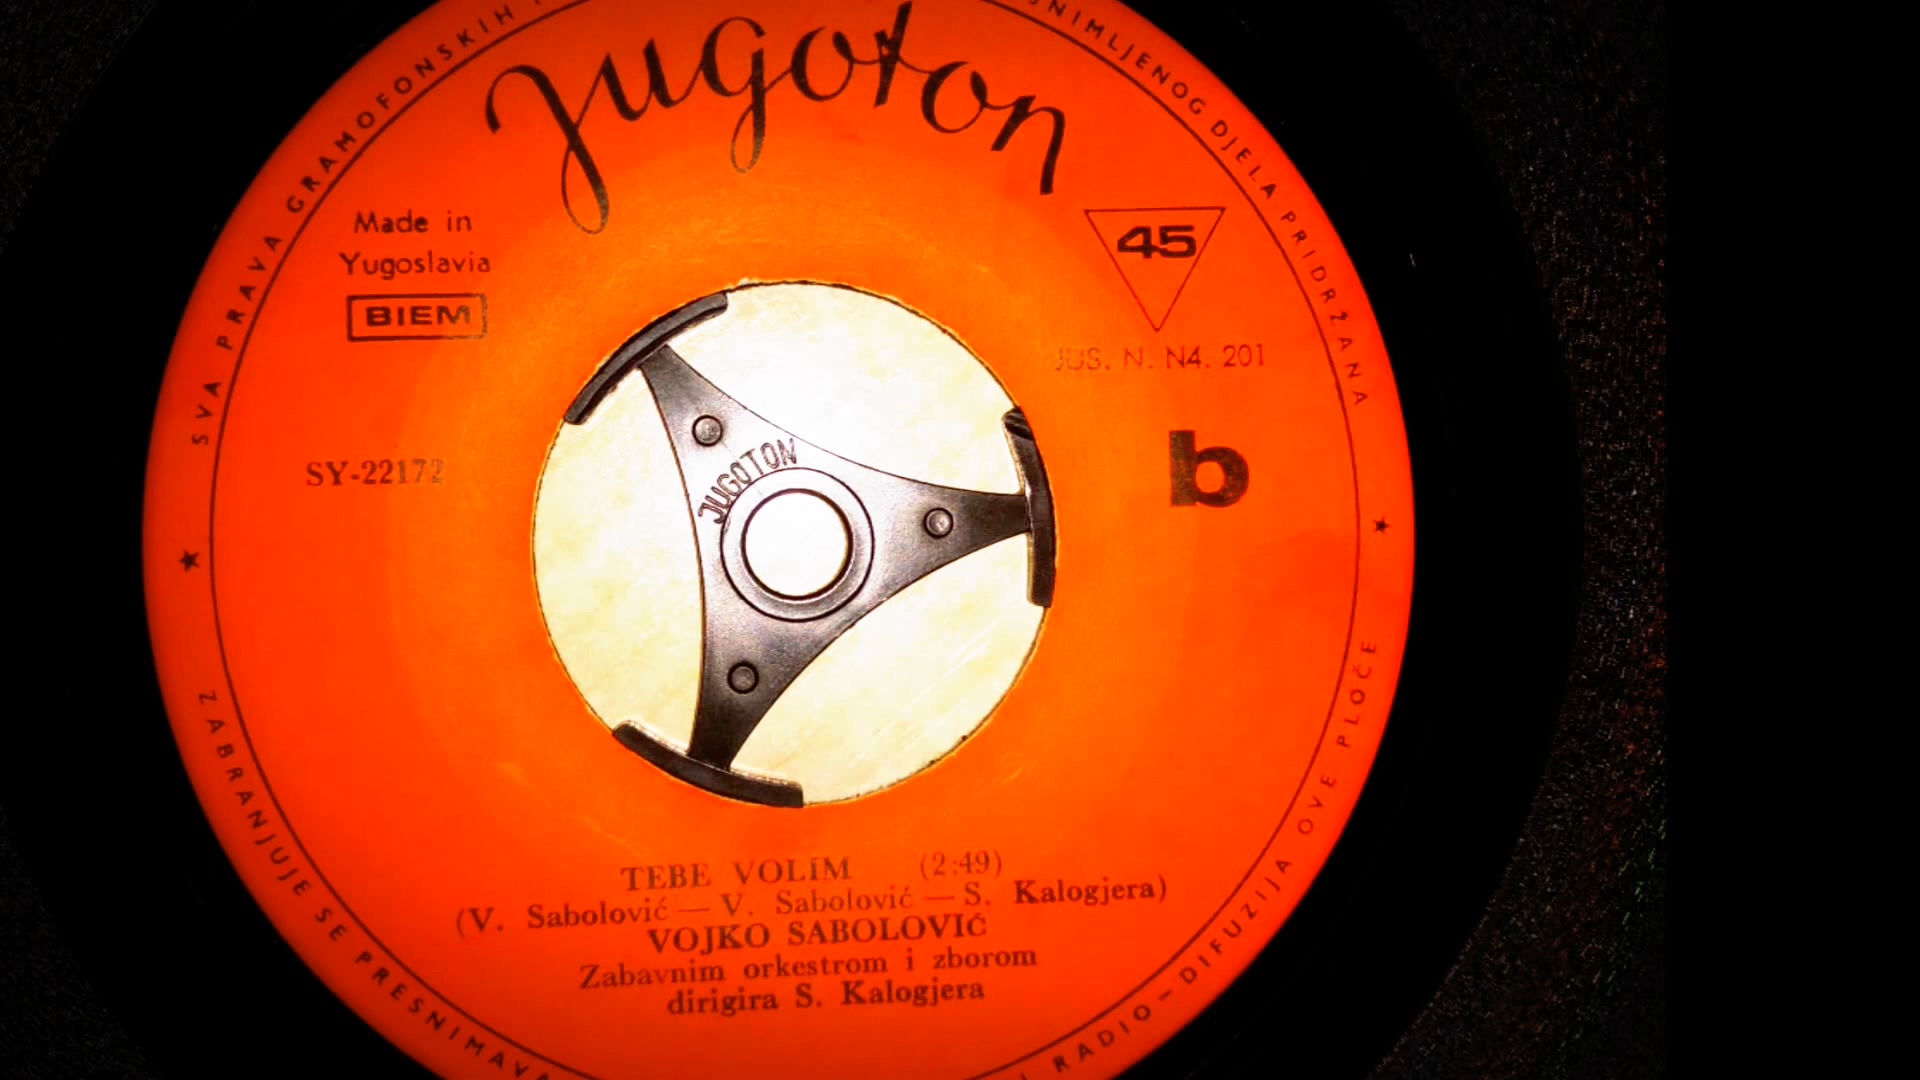 Jugoton
SVA PRAVA GRAMOFONSKIH
SNIMLJENOG DJELA PRIDRŽANA
Made in
Yugoslavia
BIEM
45
JUS. N. N4. 201
SY-22172
b
JUGOTON
TEBE VOLIM (2:49)
(V. Sabolović — V. Sabolović — S. Kalogjera)
VOJKO SABOLOVIĆ
Zabavnim orkestrom i zborom
dirigira S. Kalogjera
ZABRANJUJE SE
I RADIO-DIFUZIJA OVE PLOČE